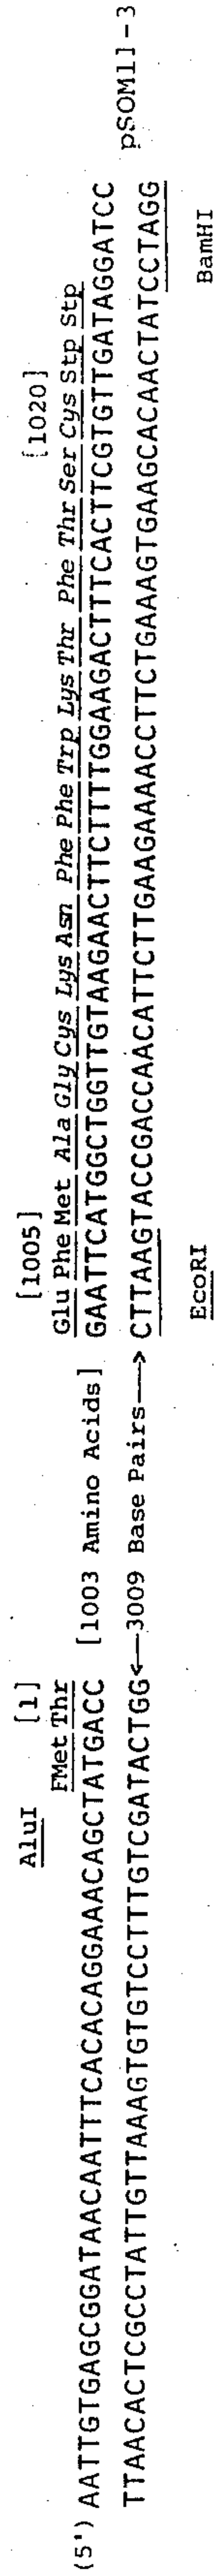 AluI [1] [1005] [1020]
FMet Thr Glu Phe Met Ala Gly Cys Lys Asn Phe Phe Trp Lys Thr Phe Thr Ser Cys Stp Stp
(5') AATTGTGAGCGGATAACAATTTCACACAGGAAACAGCTATGACC [1003 Amino Acids] GAATTCATGGCTGGTTGTAAGAACTTCTTTTGGAAGACTTTCACTTCGTGTTGATAGGATCC pSOM11-3
TTAACACTCGCCTATTGTTAAAGTGTGTCCTTTGTCGATACTGG<—3009 Base Pairs—> CTTAAGTACCGACCAACATTCTTGAAGAAAACCTTCTGAAAGTGAAGCACAACTATCCTAGG
EcoRI BamHI